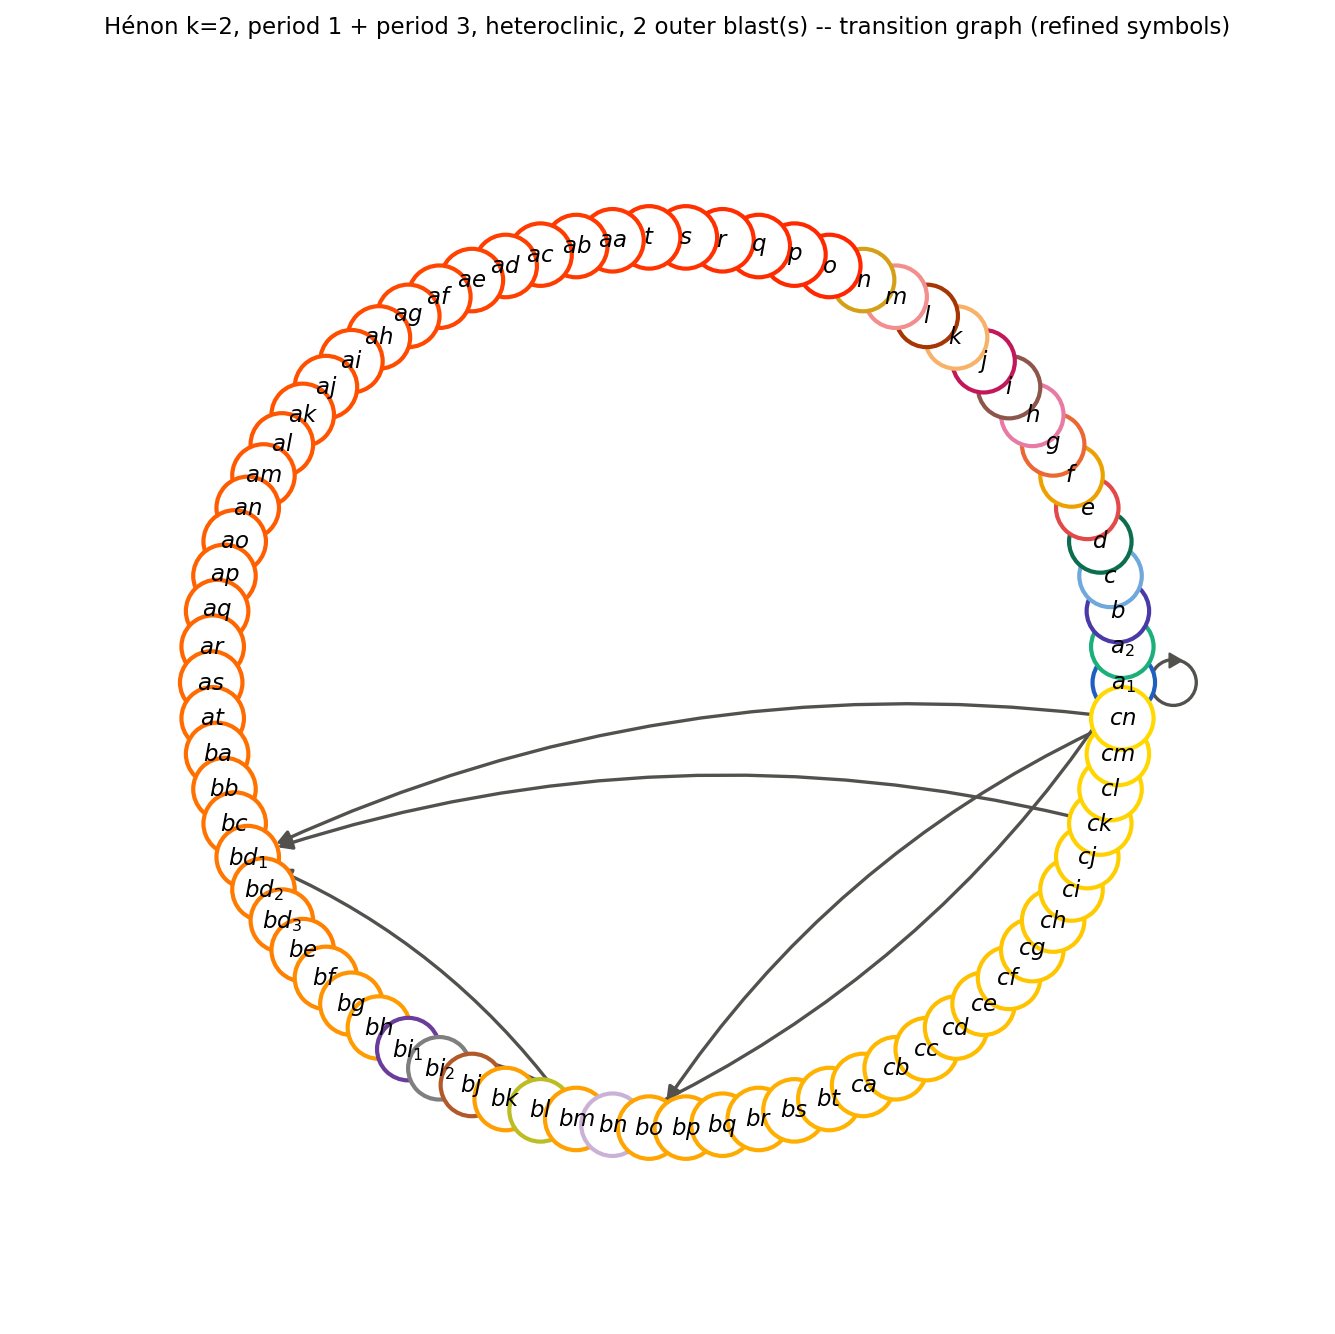 Hénon k=2, period 1 + period 3, heteroclinic, 2 outer blast(s) -- transition graph (refined symbols)
t
s
r
q
p
o
n
m
l
k
j
i
h
g
f
e
d
c
b
a₂
a₁
cn
cm
cl
ck
cj
ci
ch
cg
cf
ce
cd
cc
cb
ca
bt
bs
br
bq
bp
bo
bn
bm
bl
bk
bj
bi₂
bi₁
bh
bg
bf
be
bd₃
bd₂
bd₁
bc
bb
ba
at
as
ar
aq
ap
ao
an
am
al
ak
aj
ai
ah
ag
af
ae
ad
ac
ab
aa